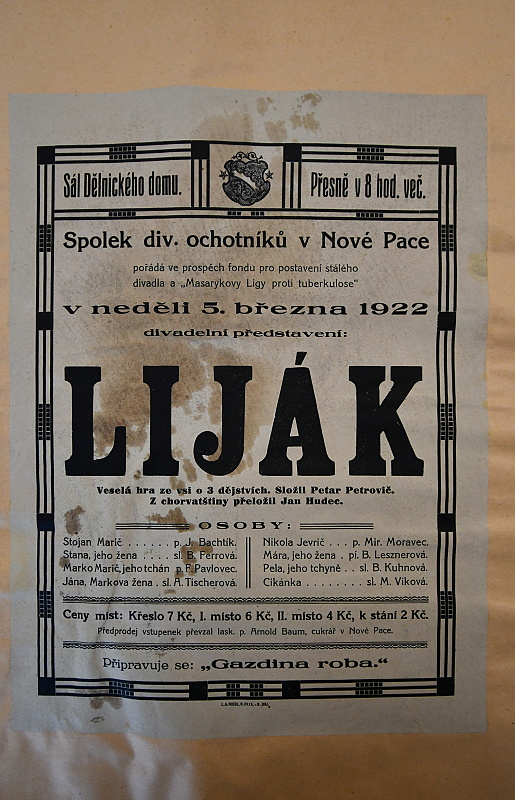 Sál Dělnického domu.
Přesně v 8 hod. več.
Spolek div. ochotníků v Nové Pace
pořádá ve prospěch fondu pro postavení stálého
divadla a „Masarykovy Ligy proti tuberkulose“
v neděli 5. března 1922
divadelní představení:
LIJÁK
Veselá hra ze vsi o 3 dějstvích. Složil Petar Petrovič.
Z chorvatštiny přeložil Jan Hudec.
OSOBY:
Stojan Marič . . . . . . p. J. Bachtík.
Stana, jeho žena . . . . sl. B. Ferrová.
Marko Marič, jeho tchán p. F. Pavlovec.
Jána, Markova žena . sl. A. Tischerová.
Nikola Jevrič . . . p. Mir. Moravec.
Mára, jeho žena . pí. B. Lesznerová.
Pela, jeho tchyně . . sl. B. Kuhnová.
Cikánka . . . . . . . . sl. M. Viková.
Ceny míst: Křeslo 7 Kč, I. místo 6 Kč, II. místo 4 Kč, k stání 2 Kč.
Předprodej vstupenek převzal lask. p. Arnold Baum, cukrář v Nové Pace.
Připravuje se: „Gazdina roba.“